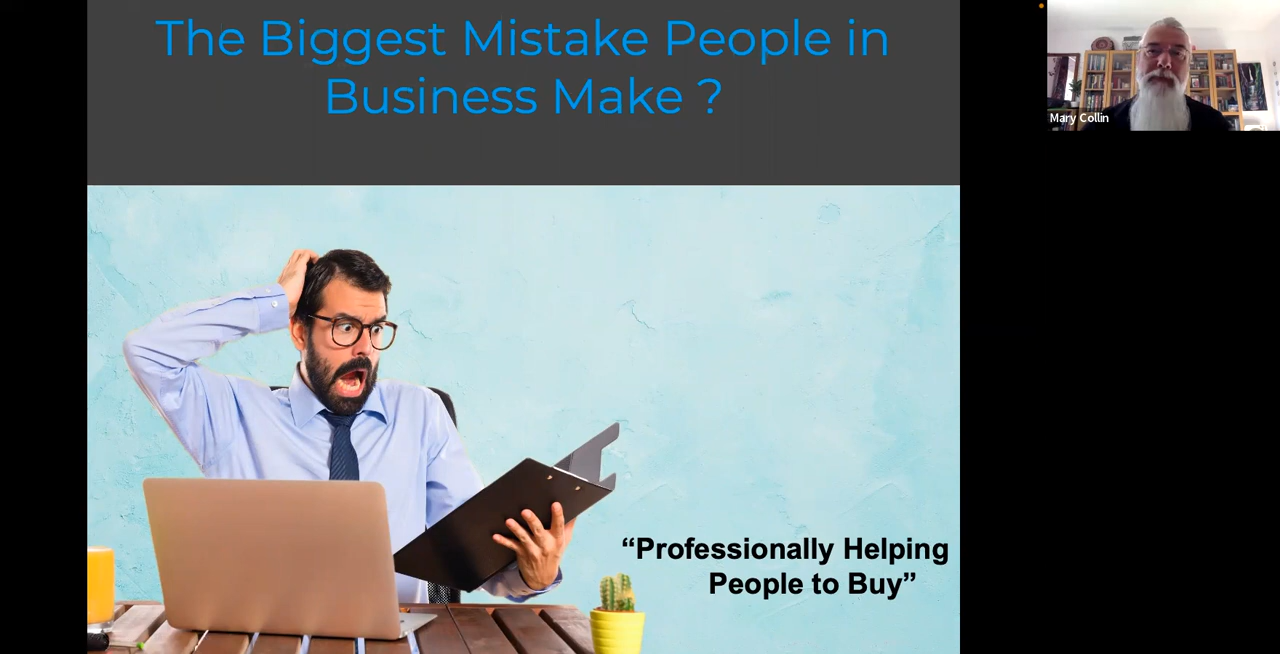 The Biggest Mistake People in
Business Make ?
Mary Collin
“Professionally Helping
People to Buy”